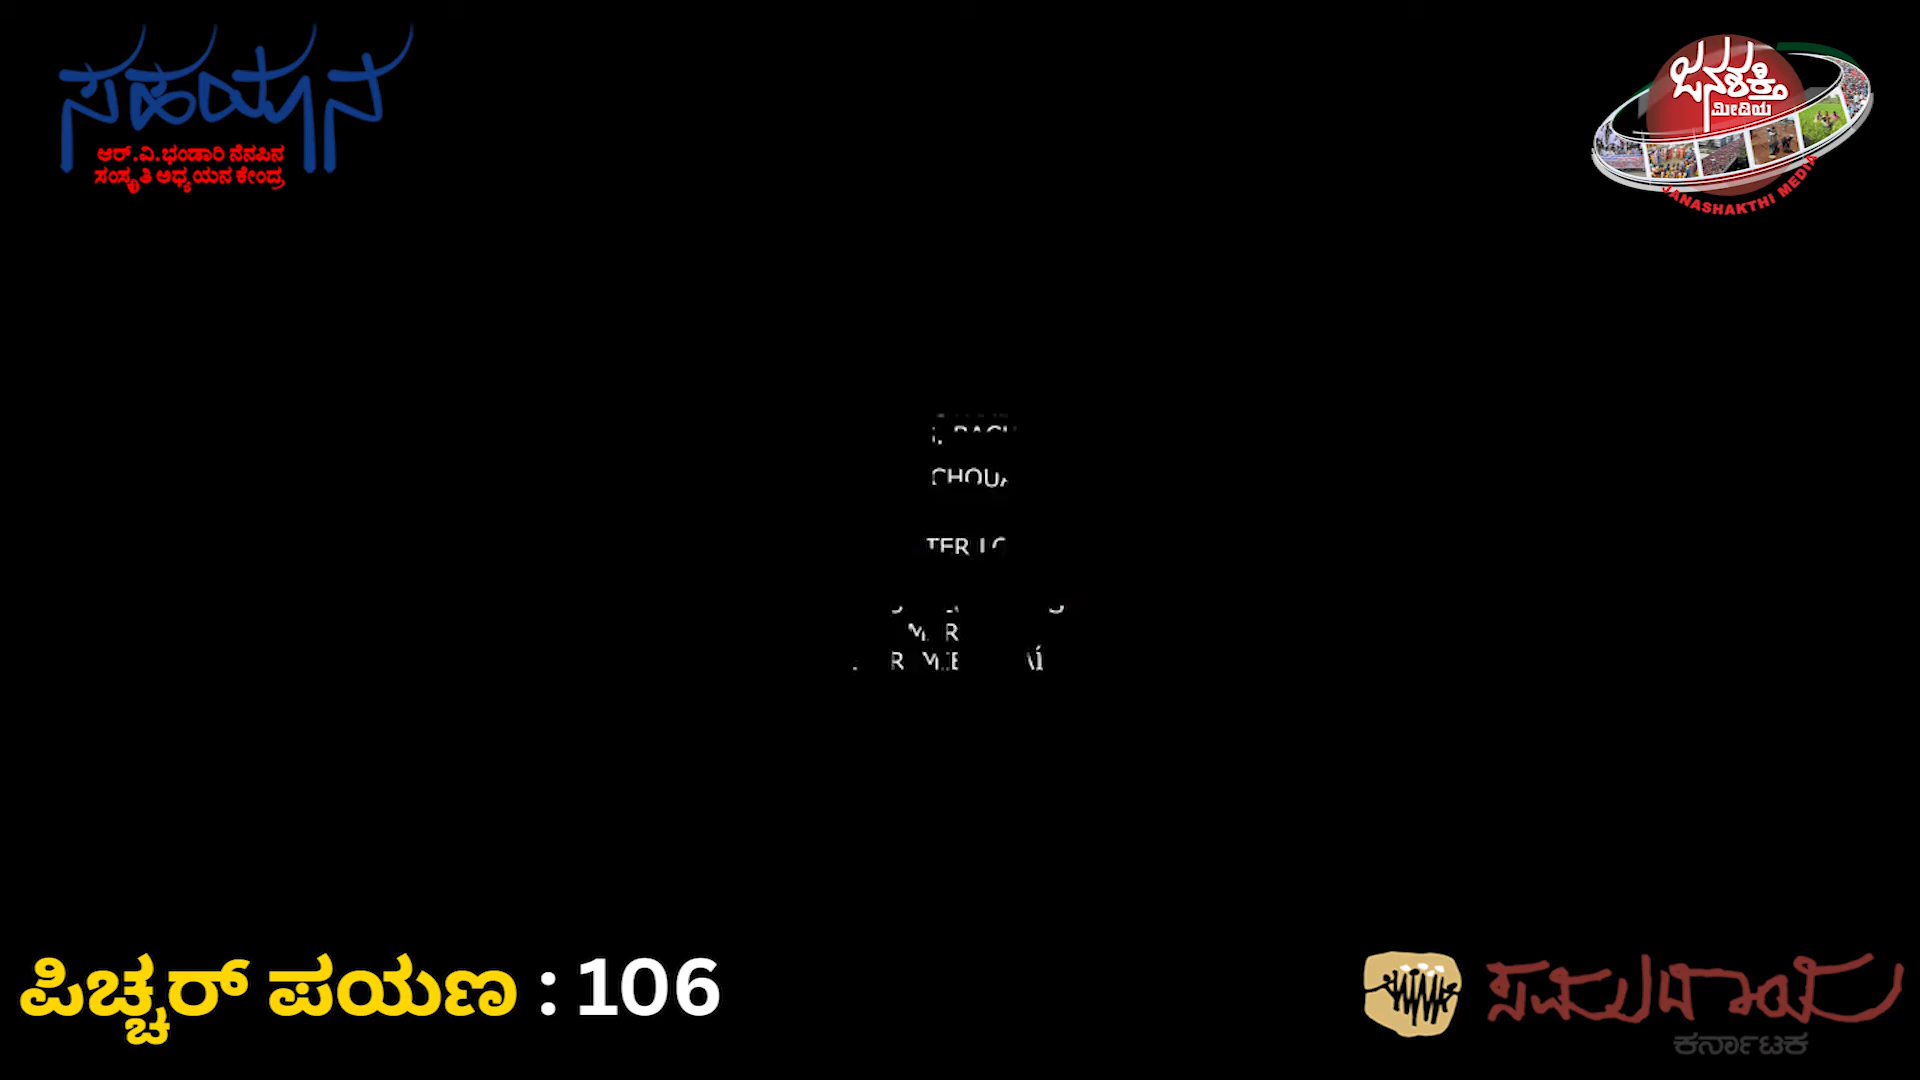 ಸಹಯಾನ
ಆರ್.ವಿ.ಭಂಡಾರಿ ನೆನಪಿನ
ಸಂಸ್ಕೃತಿ ಅಧ್ಯಯನ ಕೇಂದ್ರ
ಜನಶಕ್ತಿ
ಮೀಡಿಯ
JANASHAKTHI MEDIA
ಪಿಚ್ಚರ್ ಪಯಣ : 106
ಸಮುದಾಯ
ಕರ್ನಾಟಕ